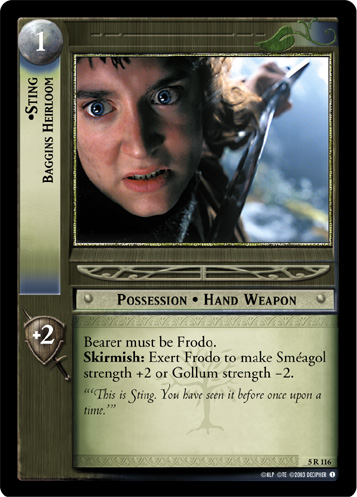 1
•Sting
Baggins Heirloom
Possession • Hand Weapon
+2
Bearer must be Frodo.
Skirmish: Exert Frodo to make Sméagol
strength +2 or Gollum strength −2.
“‘This is Sting. You have seen it before once upon a
time.’”
5 R 116
©NLP ©TE ©2003 DECIPHER